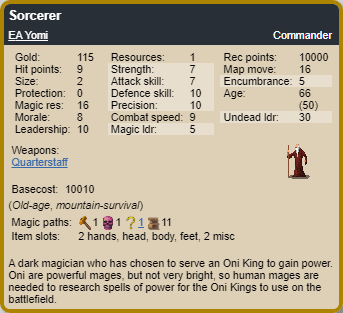 Sorcerer
EA Yomi Commander
Gold: 115 Resources: 1 Rec points: 10000
Hit points: 9 Strength: 7 Map move: 16
Size: 2 Attack skill: 7 Encumbrance: 5
Protection: 0 Defence skill: 10 Age: 66
Magic res: 16 Precision: 10 (50)
Morale: 8 Combat speed: 9 Undead ldr: 30
Leadership: 10 Magic ldr: 5
Weapons:
Quarterstaff
Basecost: 10010
(Old-age, mountain-survival)
Magic paths: 1 1 ? 1 11
Item slots: 2 hands, head, body, feet, 2 misc
A dark magician who has chosen to serve an Oni King to gain power.
Oni are powerful mages, but not very bright, so human mages are
needed to research spells of power for the Oni Kings to use on the
battlefield.